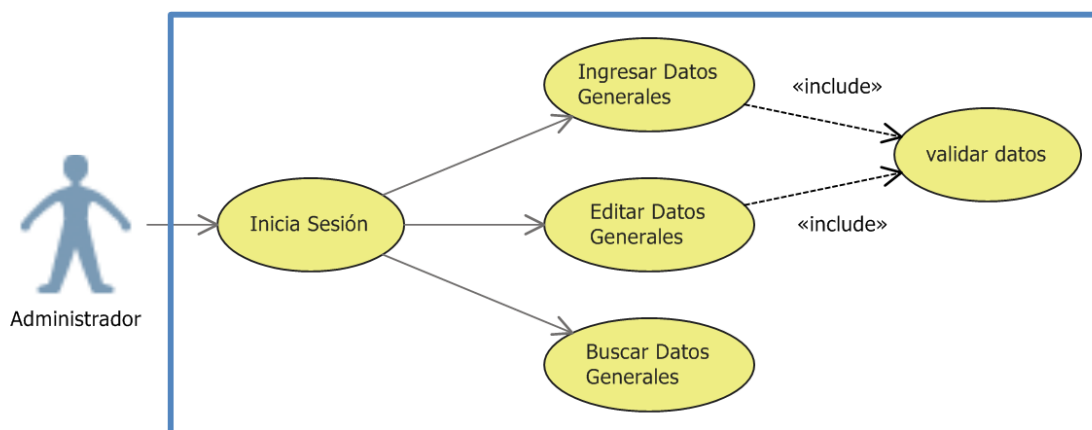 Ingresar Datos
Generales
«include»
validar datos
Inicia Sesión
Editar Datos
Generales
«include»
Administrador
Buscar Datos
Generales